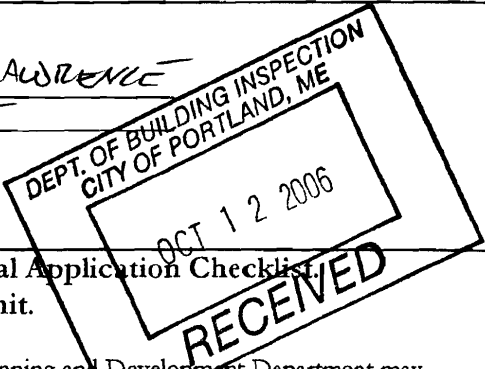 DEPT. OF BUILDING INSPECTION
CITY OF PORTLAND, ME
OCT 12 2006
RECEIVED
al Application Checklist.
nit.
nning and Development Department may